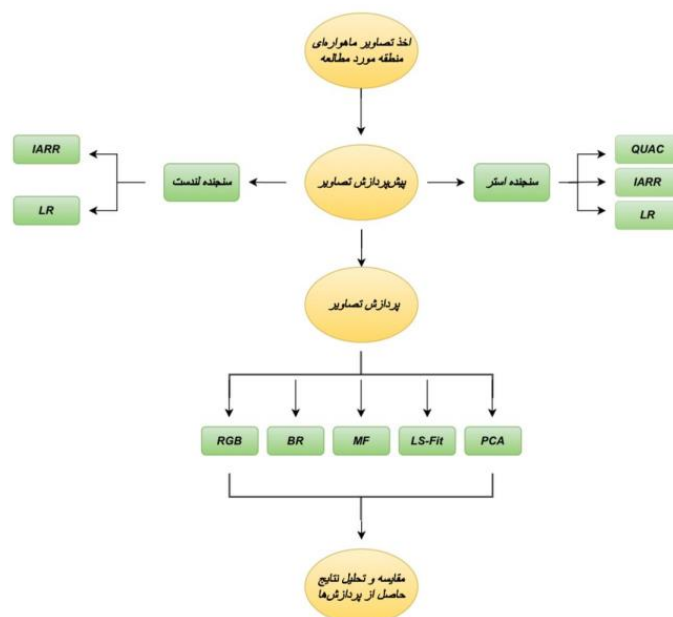 اخذ تصاویر ماهواره‌ای
منطقه مورد مطالعه
IARR
LR
سنجنده لندست
پیش‌پردازش تصاویر
سنجنده استر
QUAC
IARR
LR
پردازش تصاویر
RGB
BR
MF
LS-Fit
PCA
مقایسه و تحلیل نتایج
حاصل از پردازش‌ها